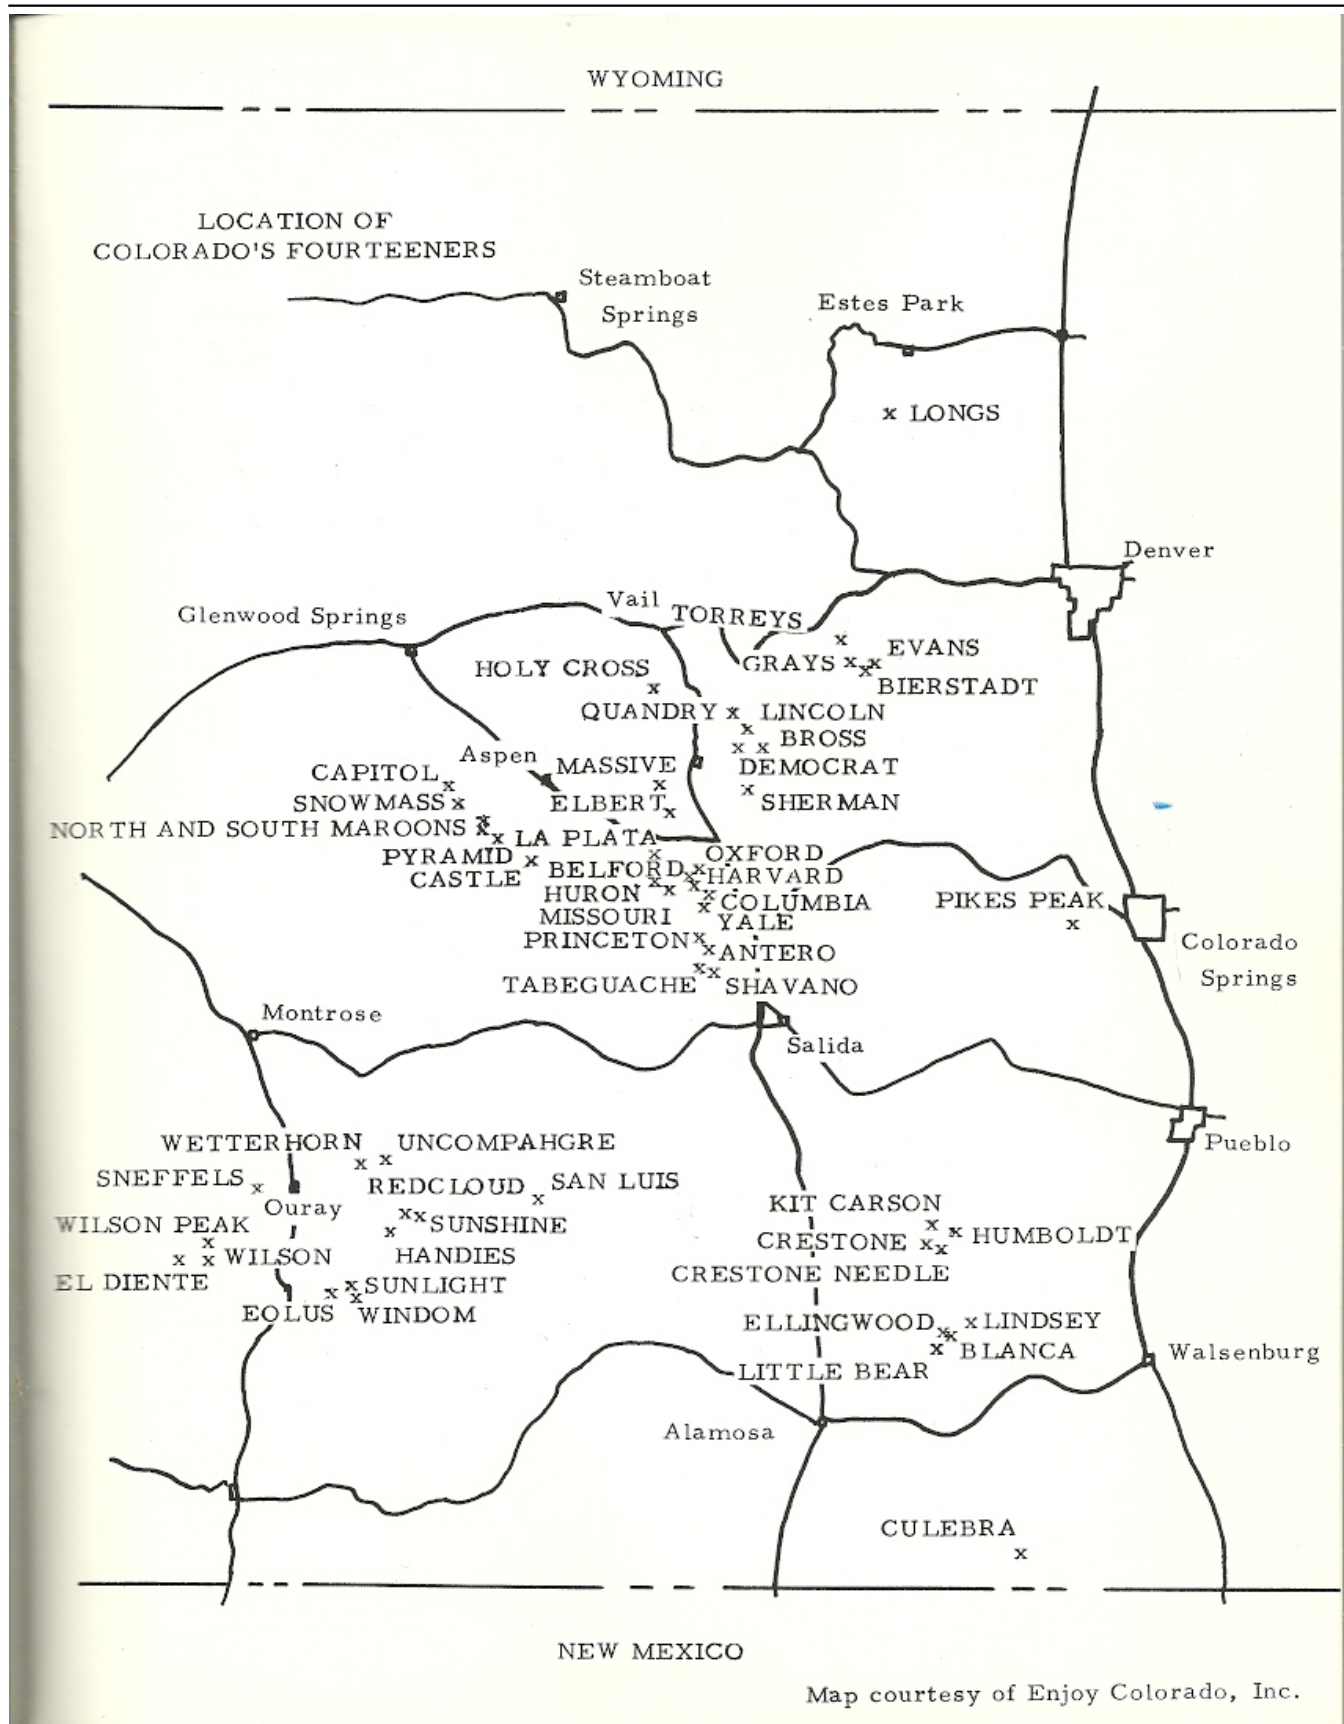 WYOMING
LOCATION OF
COLORADO'S FOURTEENERS
Steamboat
Springs
Estes Park
x LONGS
Denver
Glenwood Springs
Vail
TORREYS
x
GRAYS x x x
EVANS
x
BIERSTADT
HOLY CROSS
x
QUANDRY x
LINCOLN
x
BROSS
x x
DEMOCRAT
x
SHERMAN
Aspen
MASSIVE
x
CAPITOL
x
SNOWMASS x
ELBERT
x
NORTH AND SOUTH MAROONS x
x
x
LA PLATA
x
PYRAMID x
CASTLE
OXFORD
BELFORD x
x
HARVARD
HURON x x
x
x
x
COLUMBIA
MISSOURI
YALE
PIKES PEAK
x
PRINCETON x
x ANTERO
x x
TABEGUACHE
SHAVANO
Colorado
Springs
Montrose
Salida
Pueblo
WETTERHORN
x x
UNCOMPAHGRE
SNEFFELS x
REDCLOUD x
SAN LUIS
Ouray
WILSON PEAK
x
x x x
SUNSHINE
x x WILSON
HANDIES
EL DIENTE
x x SUNLIGHT
x
EOLUS
WINDOM
KIT CARSON
x
CRESTONE x x
x HUMBOLDT
CRESTONE NEEDLE
ELLINGWOOD x x
x LINDSEY
x BLANCA
LITTLE BEAR
Walsenburg
Alamosa
CULEBRA
x
NEW MEXICO
Map courtesy of Enjoy Colorado, Inc.